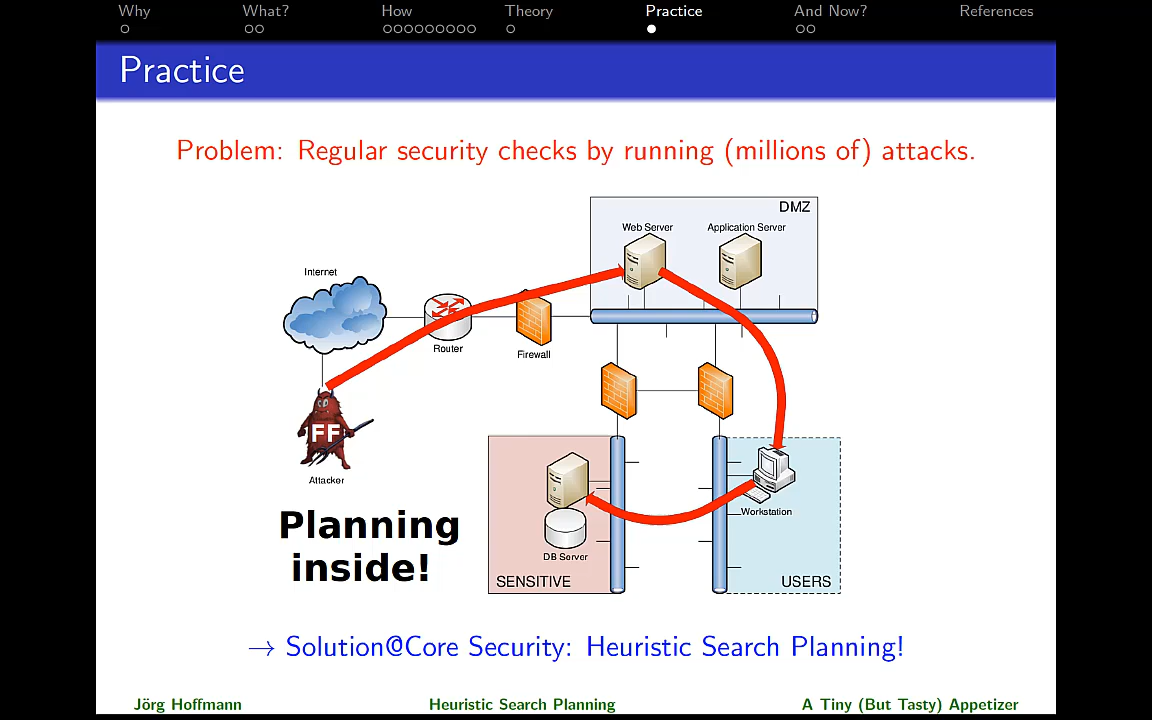 Why What? How Theory Practice And Now? References
Practice
Problem: Regular security checks by running (millions of) attacks.
DMZ
Web Server Application Server
Internet
Router
Firewall
FF
Attacker
Workstation
Planning
inside!
DB Server
SENSITIVE
USERS
→ Solution@Core Security: Heuristic Search Planning!
Jörg Hoffmann Heuristic Search Planning A Tiny (But Tasty) Appetizer